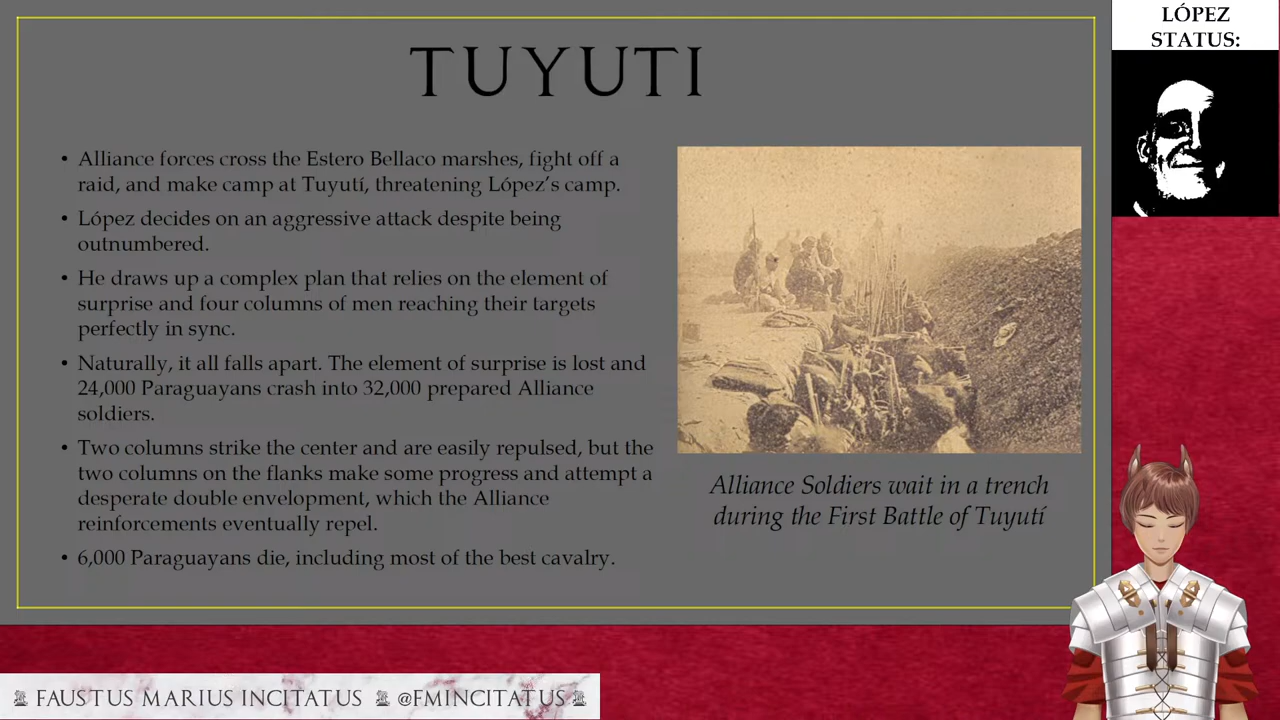 TUYUTI
• Alliance forces cross the Estero Bellaco marshes, fight off a
raid, and make camp at Tuyutí, threatening López’s camp.
• López decides on an aggressive attack despite being
outnumbered.
• He draws up a complex plan that relies on the element of
surprise and four columns of men reaching their targets
perfectly in sync.
• Naturally, it all falls apart. The element of surprise is lost and
24,000 Paraguayans crash into 32,000 prepared Alliance
soldiers.
• Two columns strike the center and are easily repulsed, but the
two columns on the flanks make some progress and attempt a
desperate double envelopment, which the Alliance
reinforcements eventually repel.
• 6,000 Paraguayans die, including most of the best cavalry.
Alliance Soldiers wait in a trench
during the First Battle of Tuyutí
LÓPEZ
STATUS:
FAUSTUS MARIUS INCITATUS @FMINCITATUS